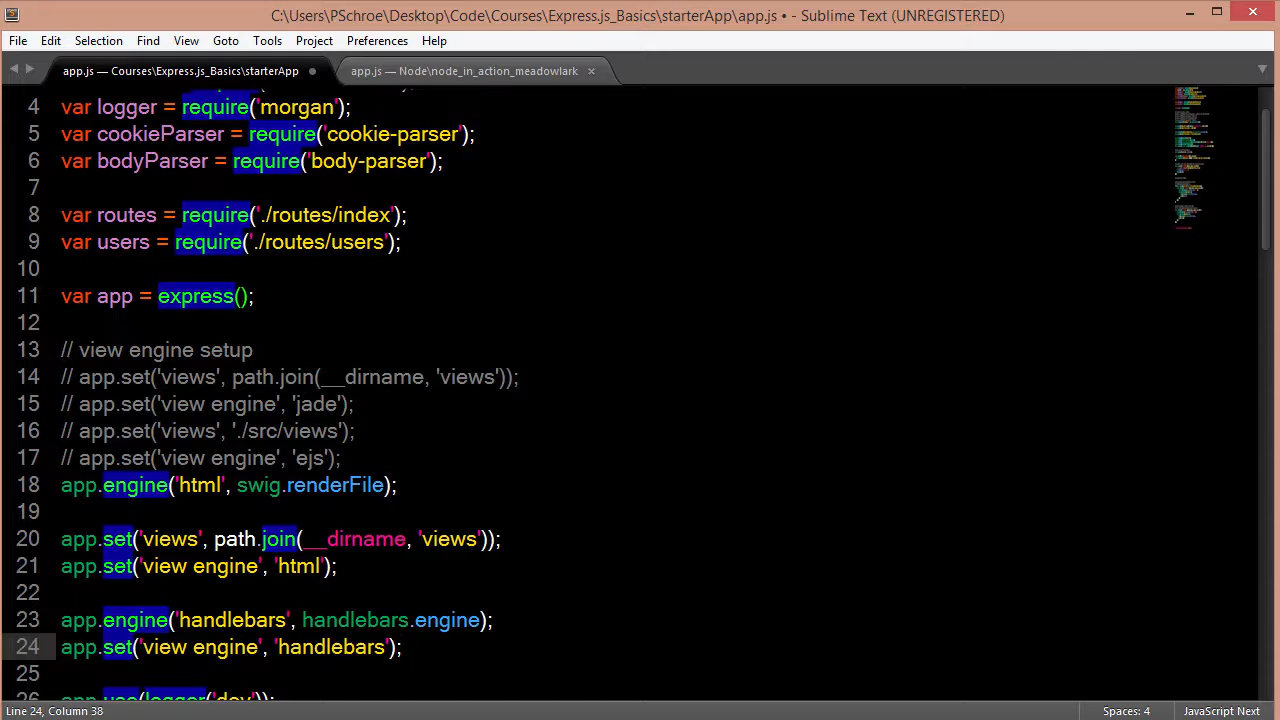 C:\Users\PSchroe\Desktop\Code\Courses\Express.js_Basics\starterApp\app.js • - Sublime Text (UNREGISTERED)
File Edit Selection Find View Goto Tools Project Preferences Help
app.js — Courses\Express.js_Basics\starterApp app.js — Node\node_in_action_meadowlark
4 var logger = require('morgan');
5 var cookieParser = require('cookie-parser');
6 var bodyParser = require('body-parser');
7
8 var routes = require('./routes/index');
9 var users = require('./routes/users');
10
11 var app = express();
12
13 // view engine setup
14 // app.set('views', path.join(__dirname, 'views'));
15 // app.set('view engine', 'jade');
16 // app.set('views', './src/views');
17 // app.set('view engine', 'ejs');
18 app.engine('html', swig.renderFile);
19
20 app.set('views', path.join(__dirname, 'views'));
21 app.set('view engine', 'html');
22
23 app.engine('handlebars', handlebars.engine);
24 app.set('view engine', 'handlebars');
25
26 app.use(logger('dev'));
Line 24, Column 38 Spaces: 4 JavaScript Next